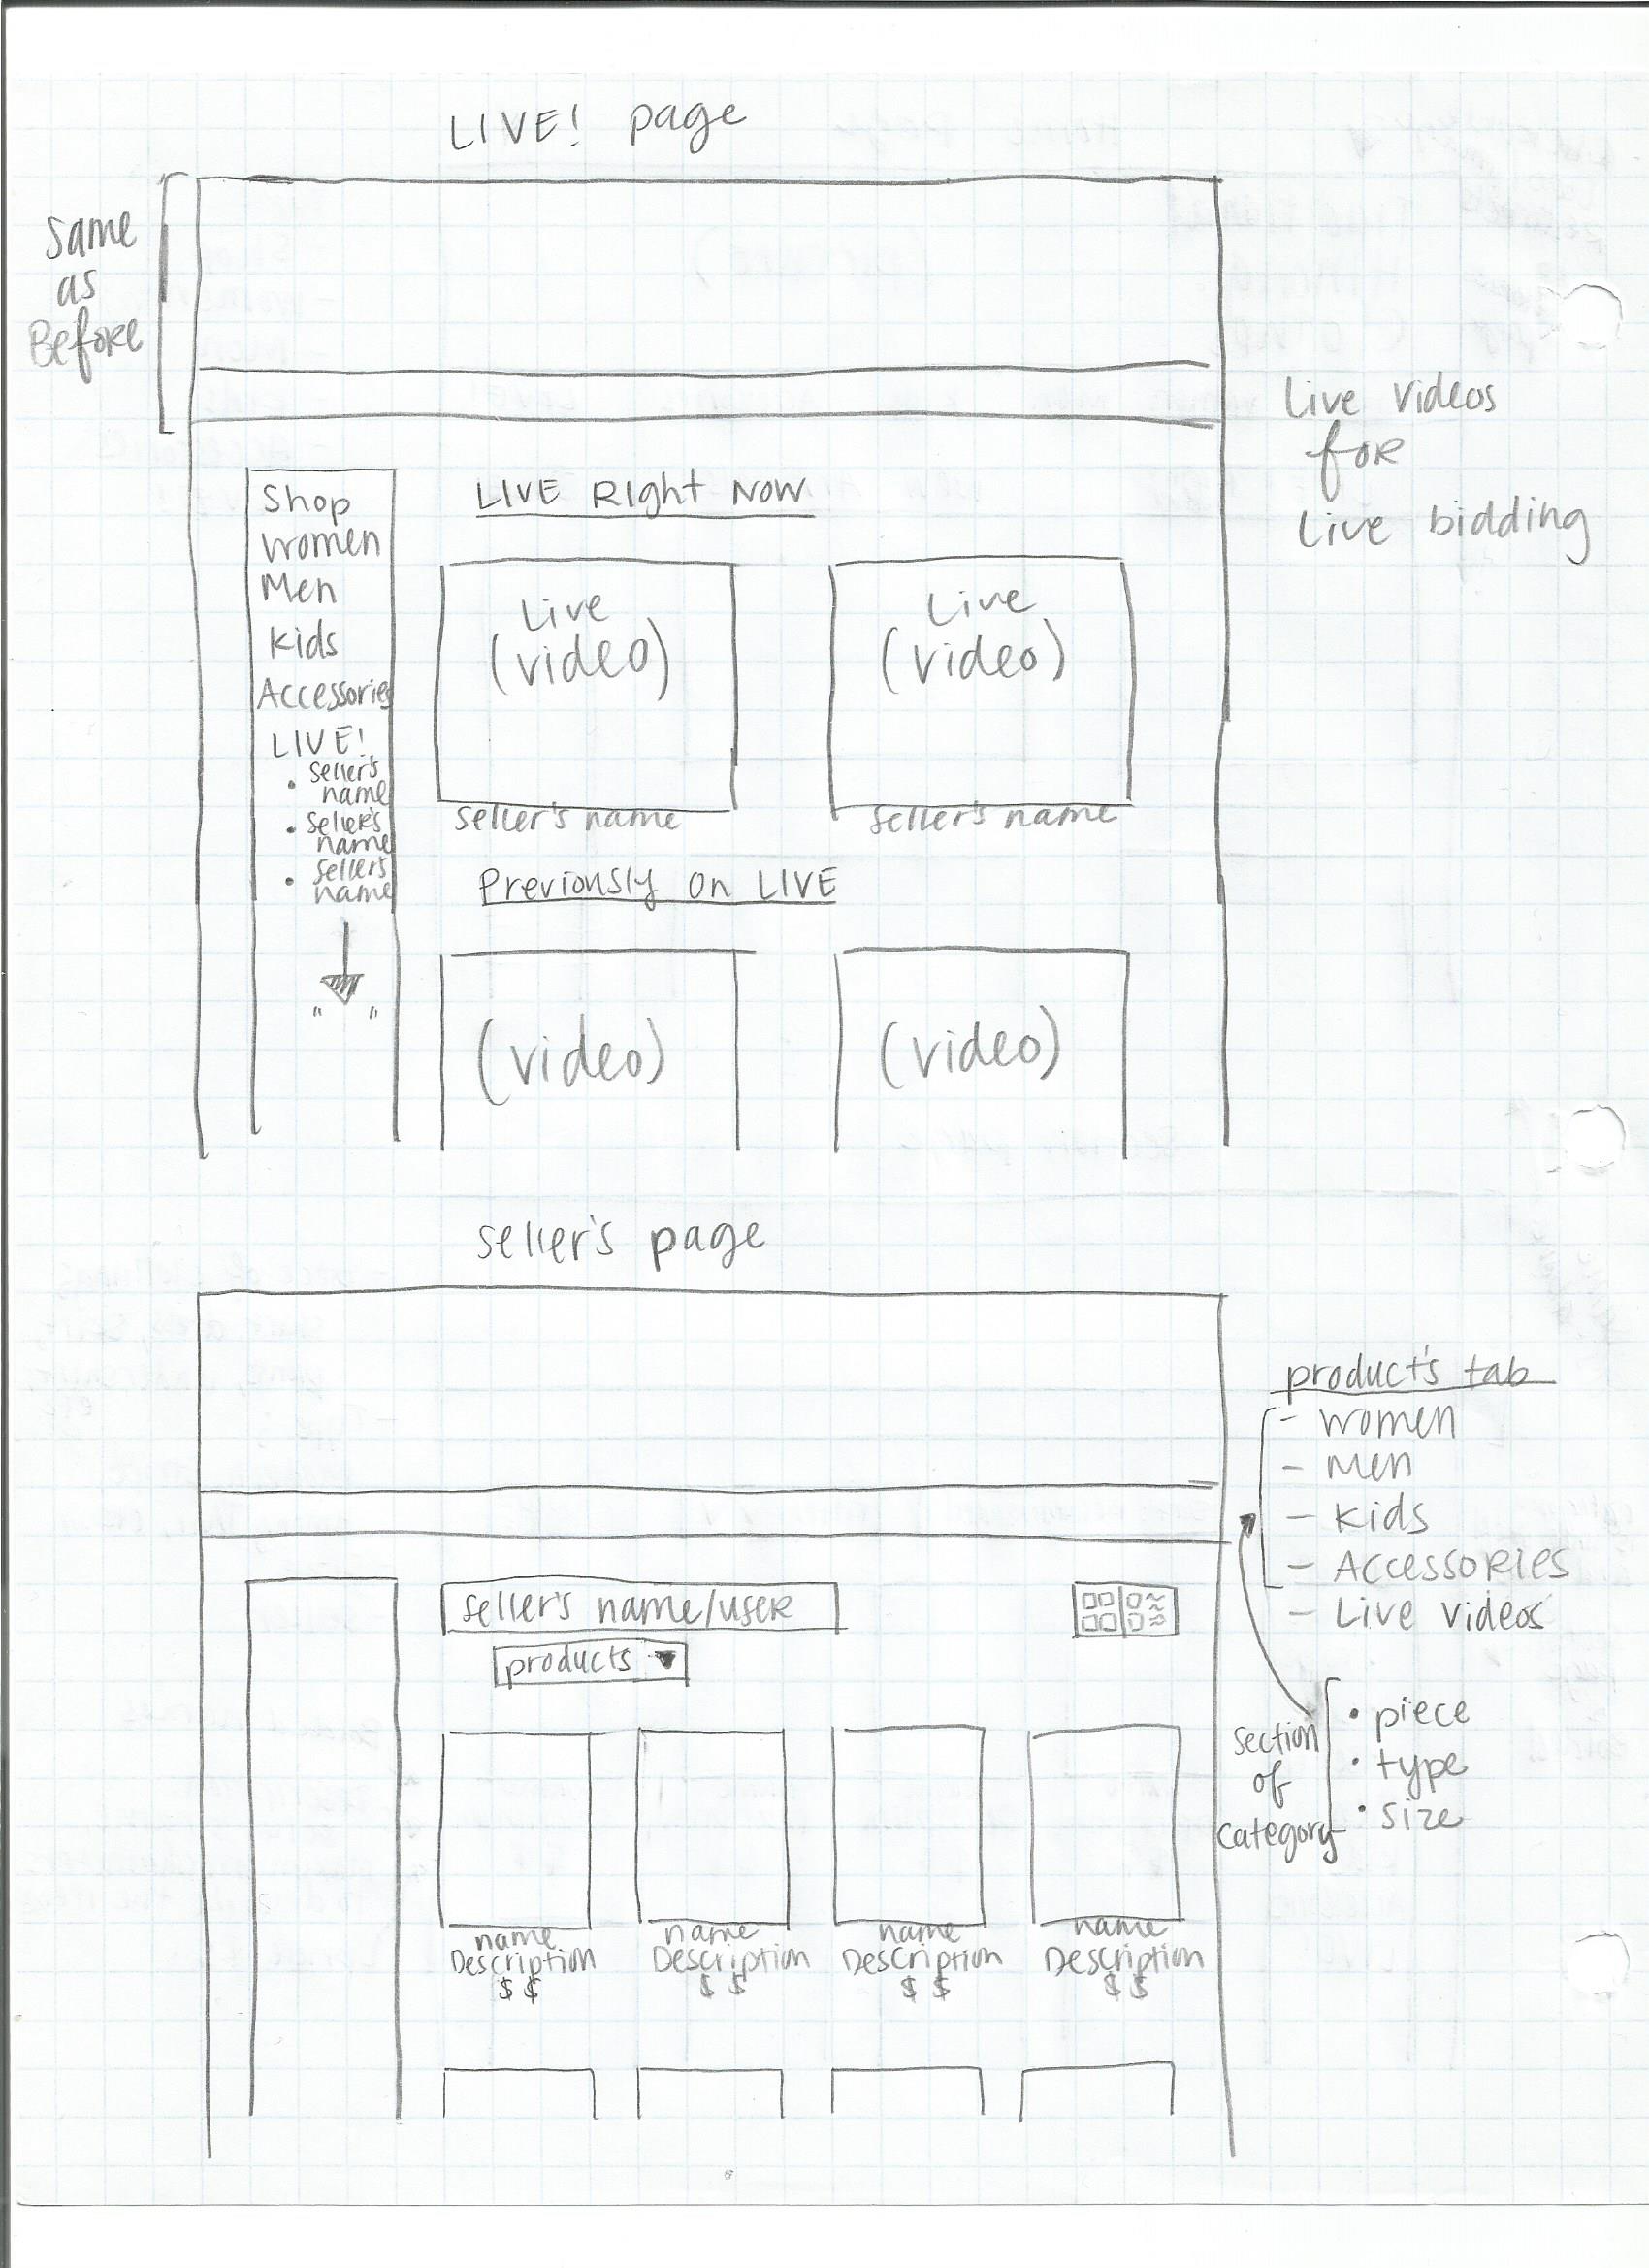 LIVE! page
Same
as
Before
Live videos
for
Live bidding
Shop
Women
Men
Kids
Accessories
LIVE!
• seller's
name
• seller's
name
• seller's
name
" "
LIVE Right NOW
Live
(video)
seller's name
Live
(video)
seller's name
Previously on LIVE
(video)
(video)
seller's page
seller's name/user
products ▼
name
Description
$$
name
Description
$$
name
Description
$$
name
Description
$$
product's tab
- women
- men
- Kids
- Accessories
- Live videos
section
of
category
• piece
• type
• size